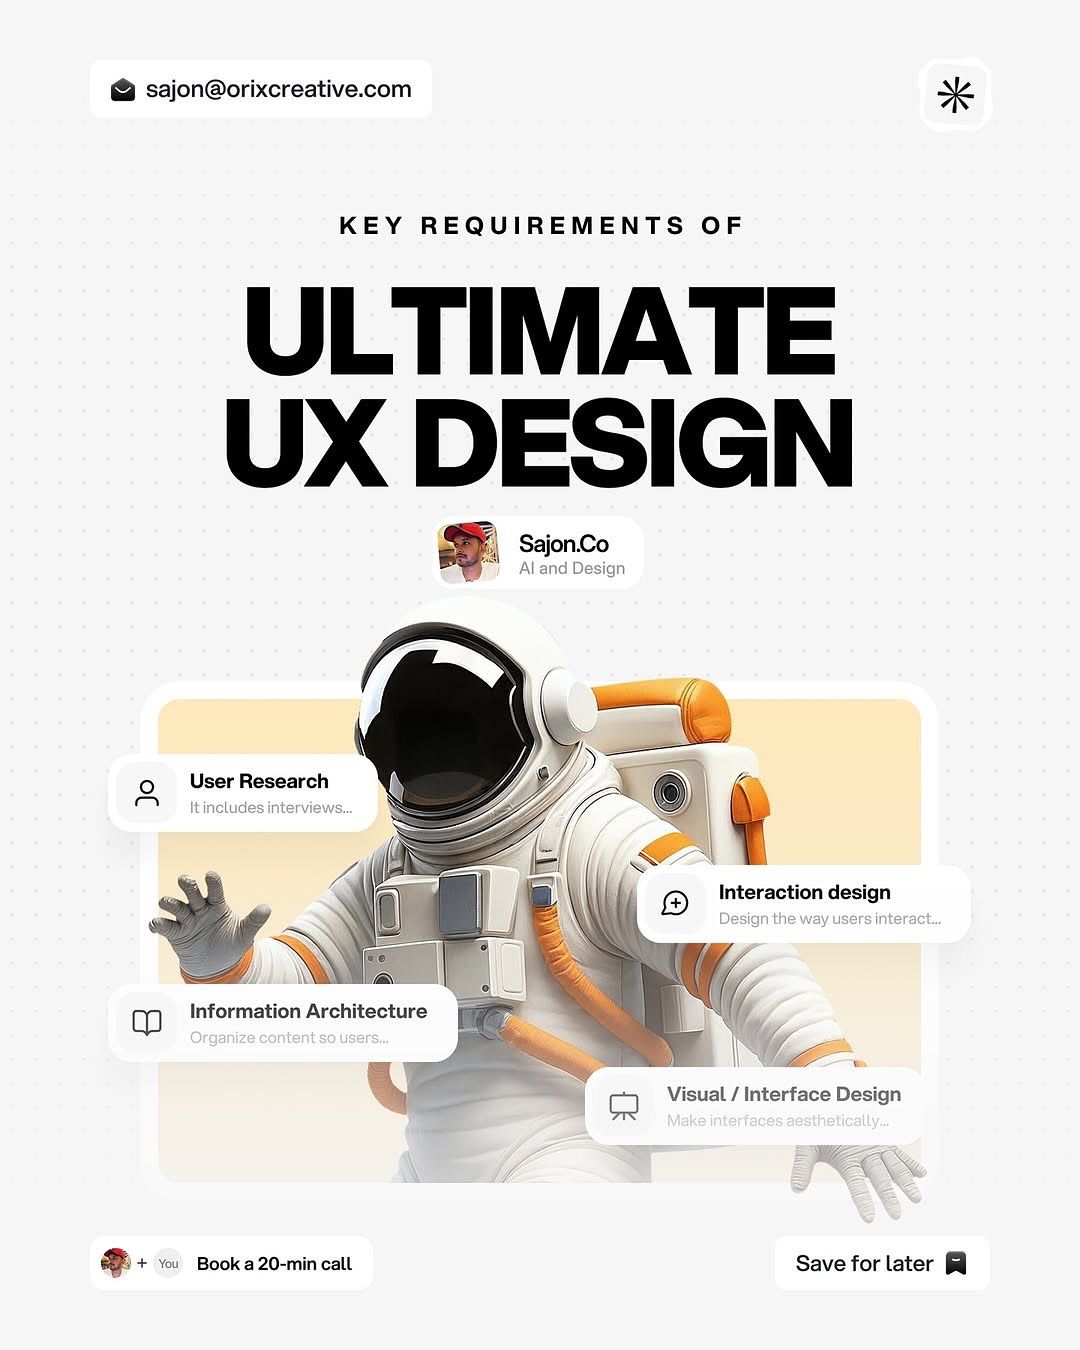 sajon@orixcreative.com
KEY REQUIREMENTS OF
ULTIMATE
UX DESIGN
Sajon.Co
AI and Design
User Research
It includes interviews...
Interaction design
Design the way users interact...
Information Architecture
Organize content so users...
Visual / Interface Design
Make interfaces aesthetically...
+ You Book a 20-min call
Save for later